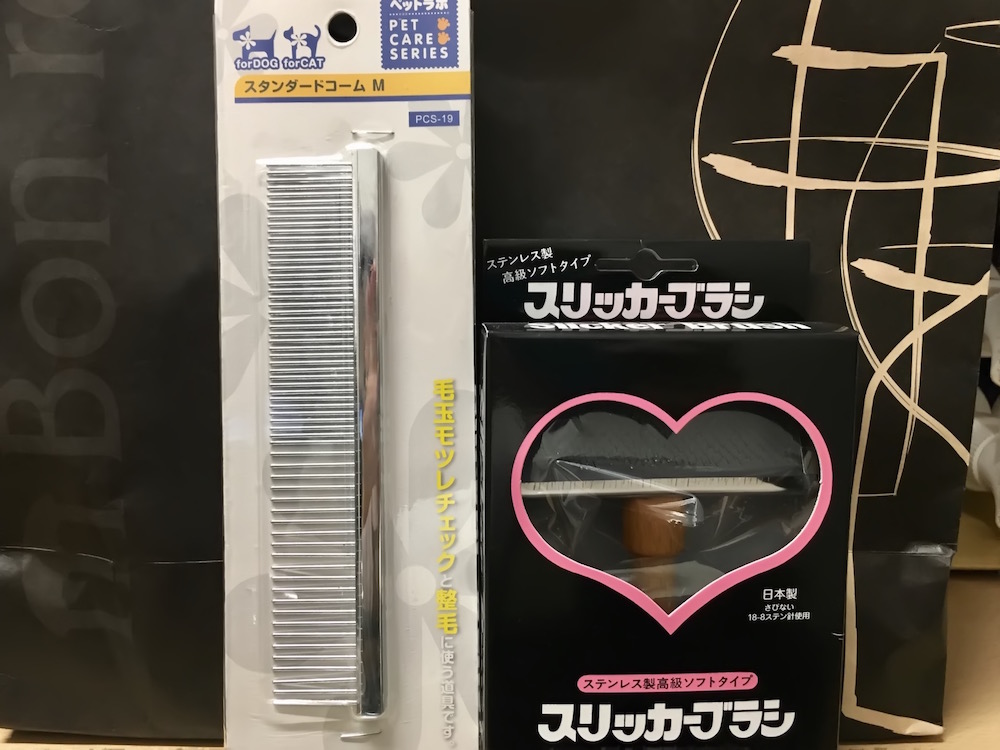 ペットラボ
PET
CARE
SERIES
forDOG forCAT
スタンダードコーム M
PCS-19
毛玉モツレチェックと整毛に使う道具です。
ステンレス製
高級ソフトタイプ
スリッカーブラシ
Slicker Brush
日本製
さびない
18-8ステン針使用
ステンレス製高級ソフトタイプ
スリッカーブラシ
Bon